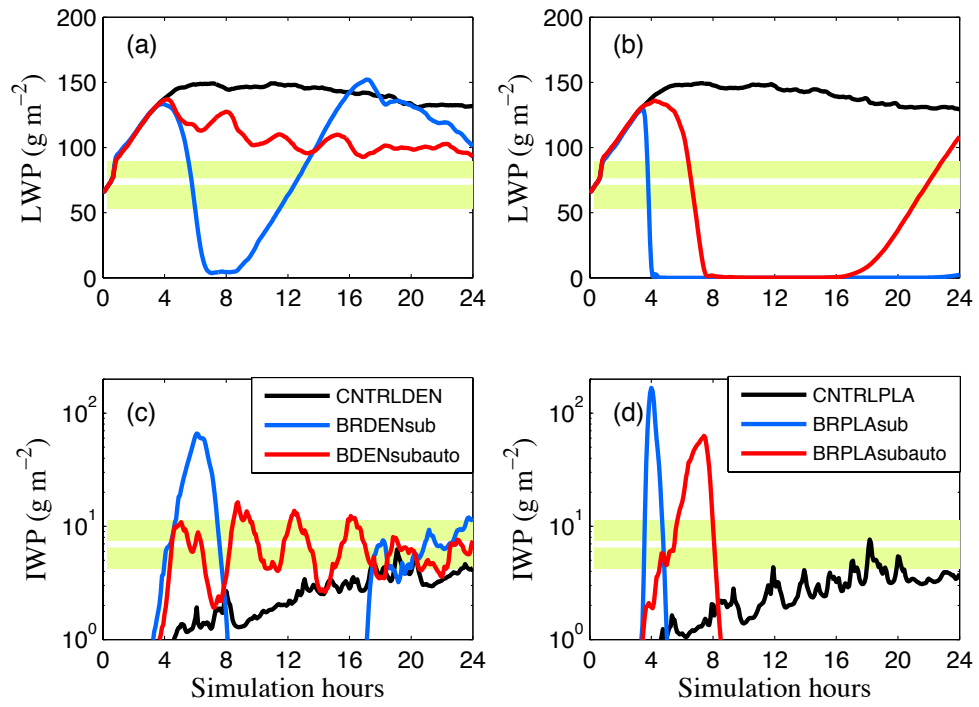 (a)
LWP (g m⁻²)
200
150
100
50
0
0 4 8 12 16 20 24
(b)
LWP (g m⁻²)
200
150
100
50
0
0 4 8 12 16 20 24
(c)
CNTRLDEN
BRDENsub
BDENsubauto
IWP (g m⁻²)
10²
10¹
10⁰
0 4 8 12 16 20 24
Simulation hours
(d)
CNTRLPLA
BRPLAsub
BRPLAsubauto
IWP (g m⁻²)
10²
10¹
10⁰
0 4 8 12 16 20 24
Simulation hours